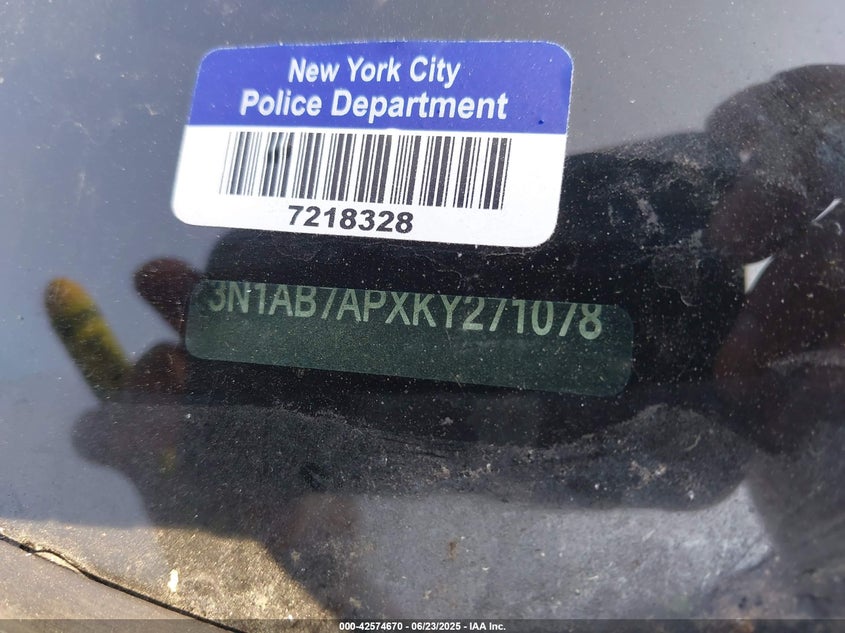 New York City
Police Department
7218328
3N1AB7APXKY271078
000-42574670 - 06/23/2025 - IAA Inc.